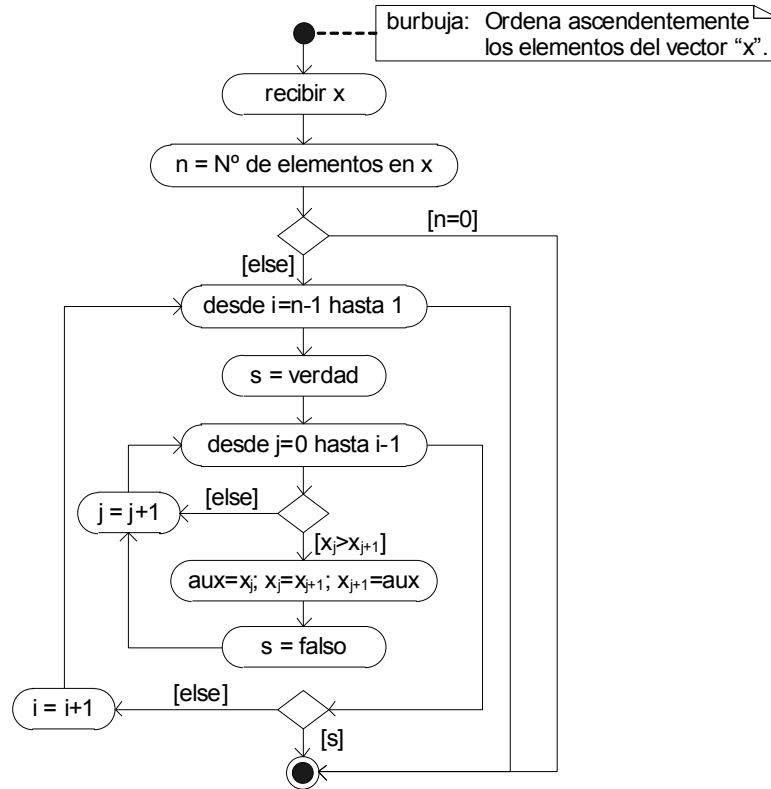 burbuja: Ordena ascendentemente
los elementos del vector “x”.
recibir x
n = Nº de elementos en x
[n=0]
[else]
desde i=n-1 hasta 1
s = verdad
desde j=0 hasta i-1
[else]
j = j+1
[xj>xj+1]
aux=xj; xj=xj+1; xj+1=aux
s = falso
[else]
i = i+1
[s]